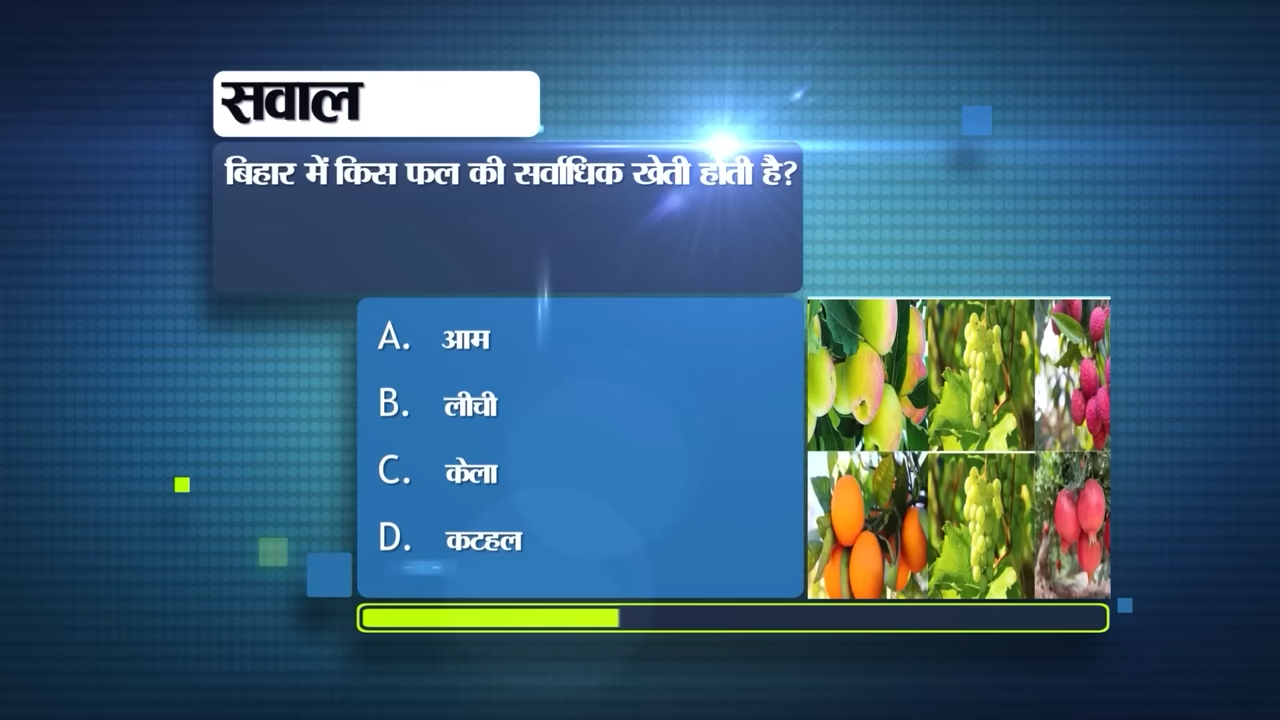 सवाल
बिहार में किस फल की सर्वाधिक खेती होती है?
A. आम
B. लीची
C. केला
D. कटहल